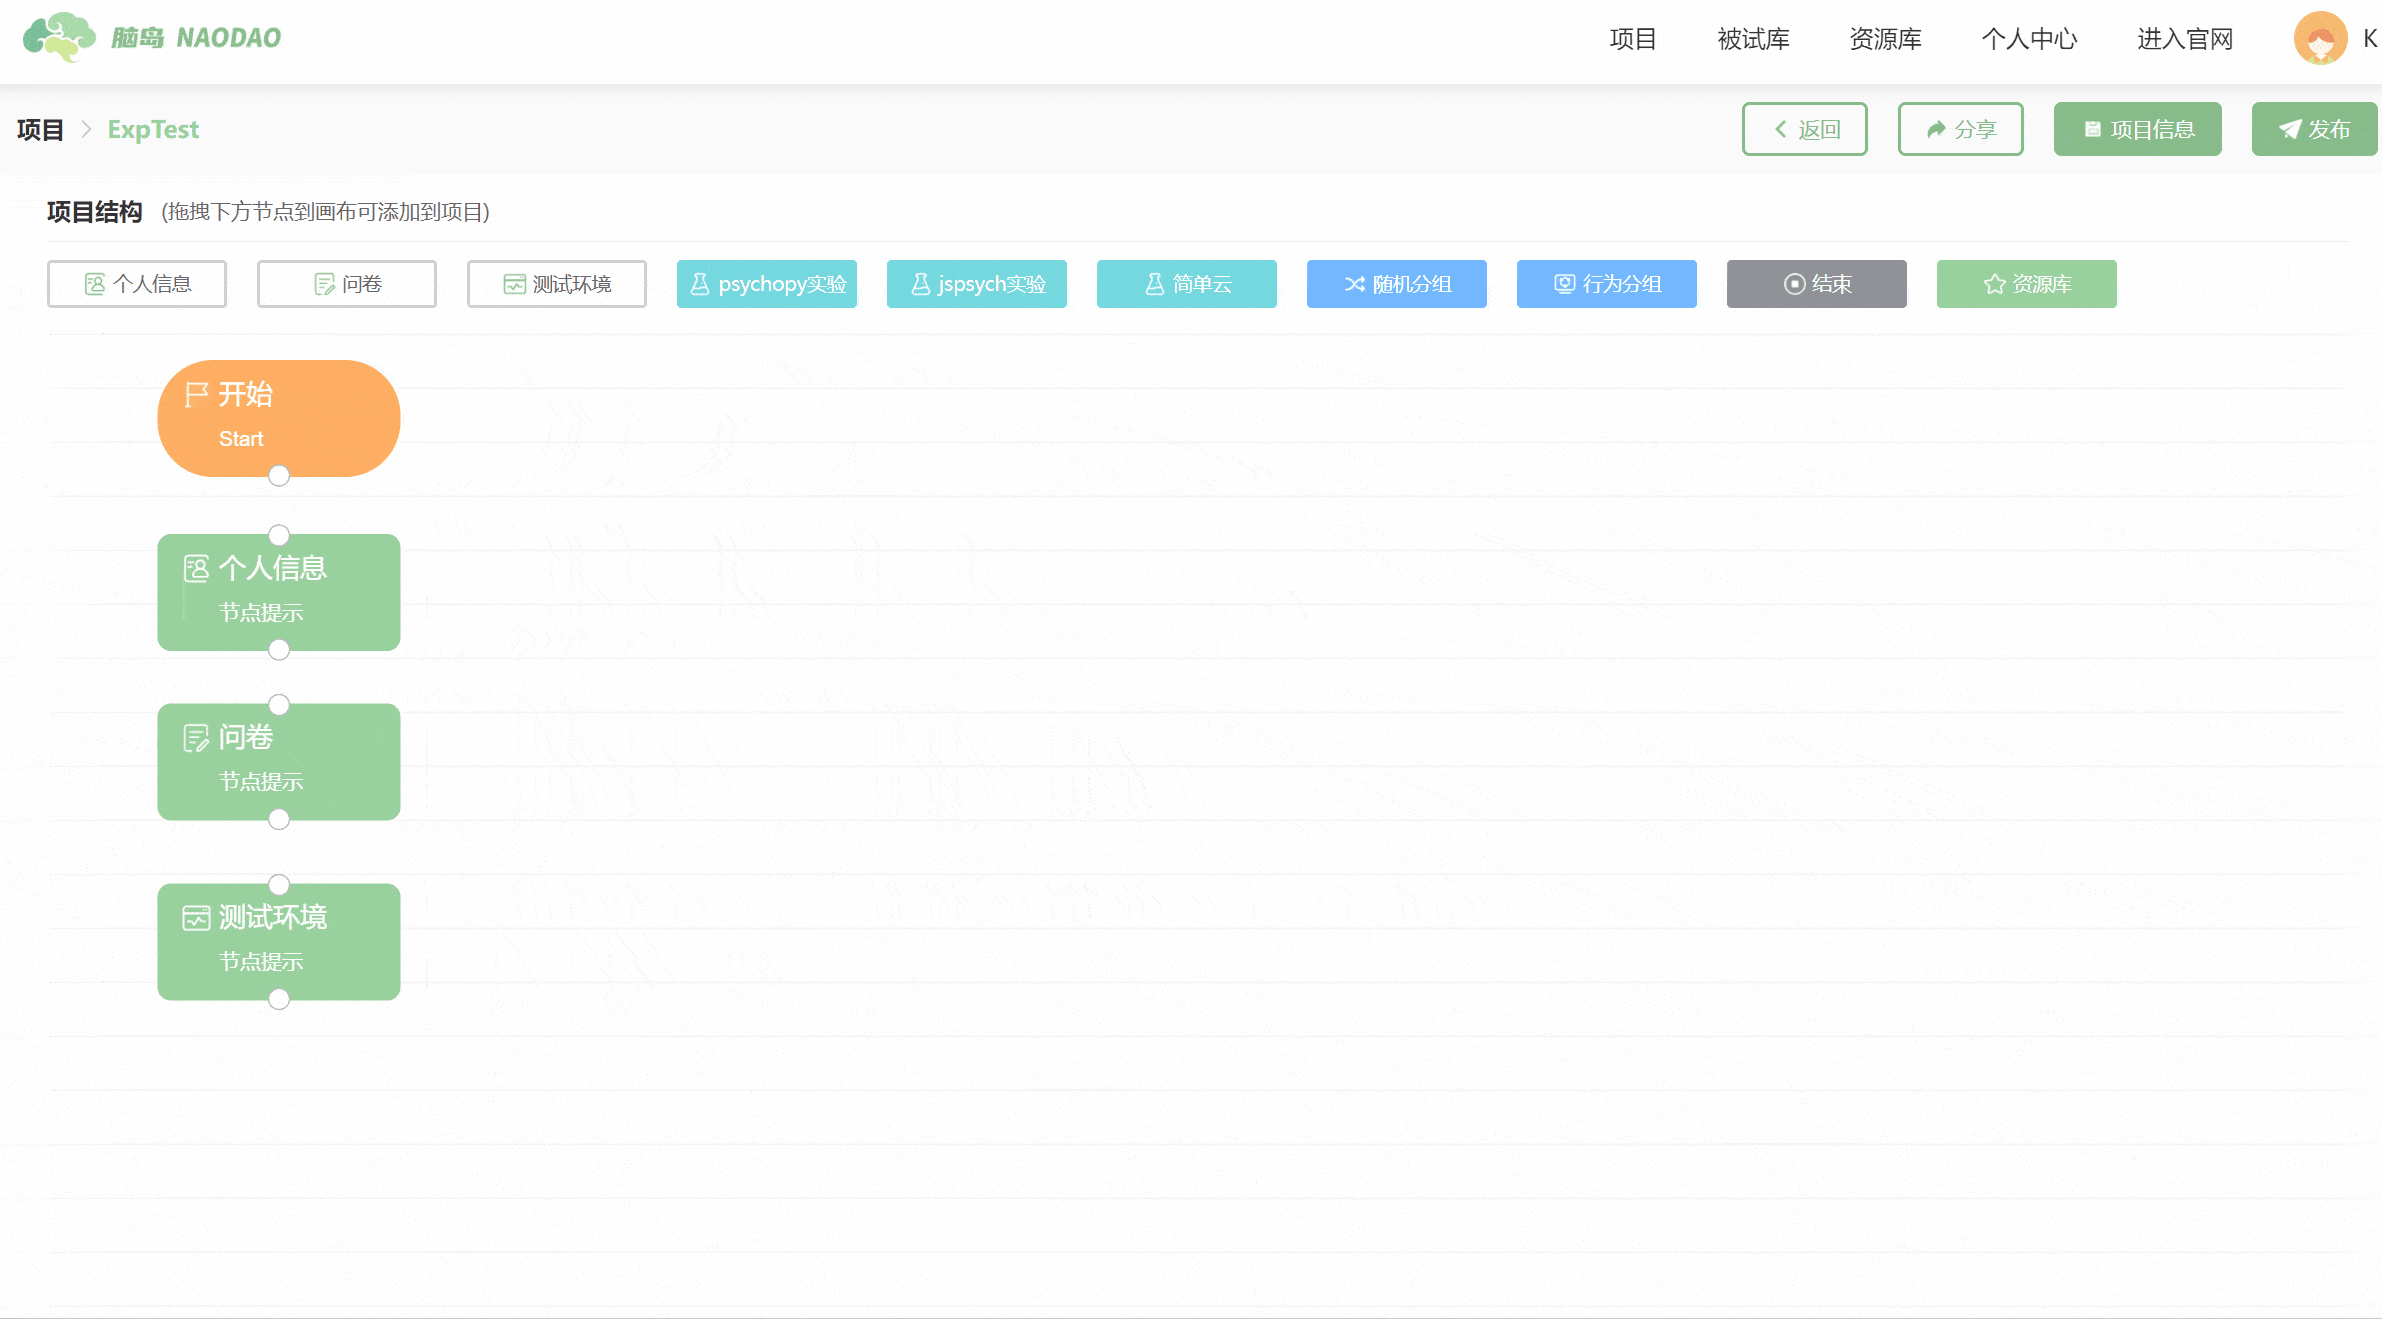 脑岛 NAODAO
项目 被试库 资源库 个人中心 进入官网 K
项目 ExpTest
返回 分享 项目信息 发布
项目结构 (拖拽下方节点到画布可添加到项目)
个人信息 问卷 测试环境 psychopy实验 jspsych实验 简单云 随机分组 行为分组 结束 资源库
开始
Start
个人信息
节点提示
问卷
节点提示
测试环境
节点提示